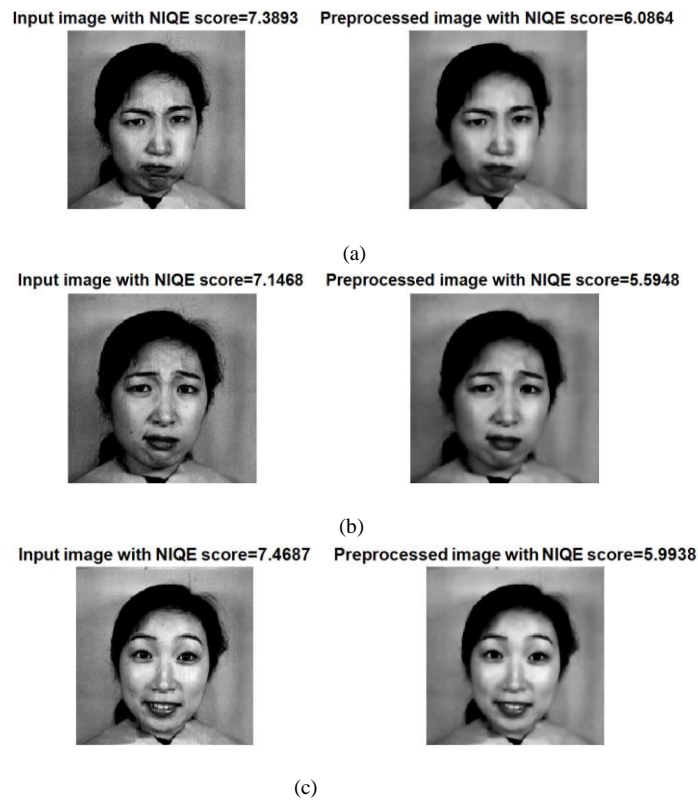 Input image with NIQE score=7.3893
Preprocessed image with NIQE score=6.0864
(a)
Input image with NIQE score=7.1468
Preprocessed image with NIQE score=5.5948
(b)
Input image with NIQE score=7.4687
Preprocessed image with NIQE score=5.9938
(c)